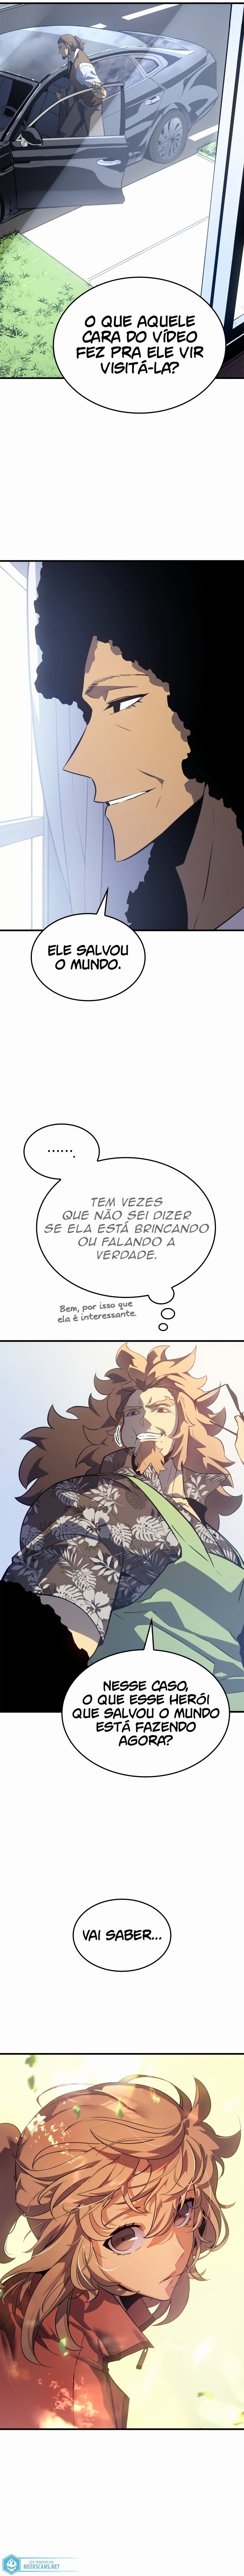 O QUE AQUELE
CARA DO VÍDEO
FEZ PRA ELE VIR
VISITÁ-LA?
ELE SALVOU
O MUNDO.
.......
TEM VEZES
QUE NÃO SEI DIZER
SE ELA ESTÁ BRINCANDO
OU FALANDO A
VERDADE.
Bem, por isso que
ela é interessante.
NESSE CASO,
O QUE ESSE HERÓI
QUE SALVOU O MUNDO
ESTÁ FAZENDO
AGORA?
VAI SABER...
NEOXSCANS.NET